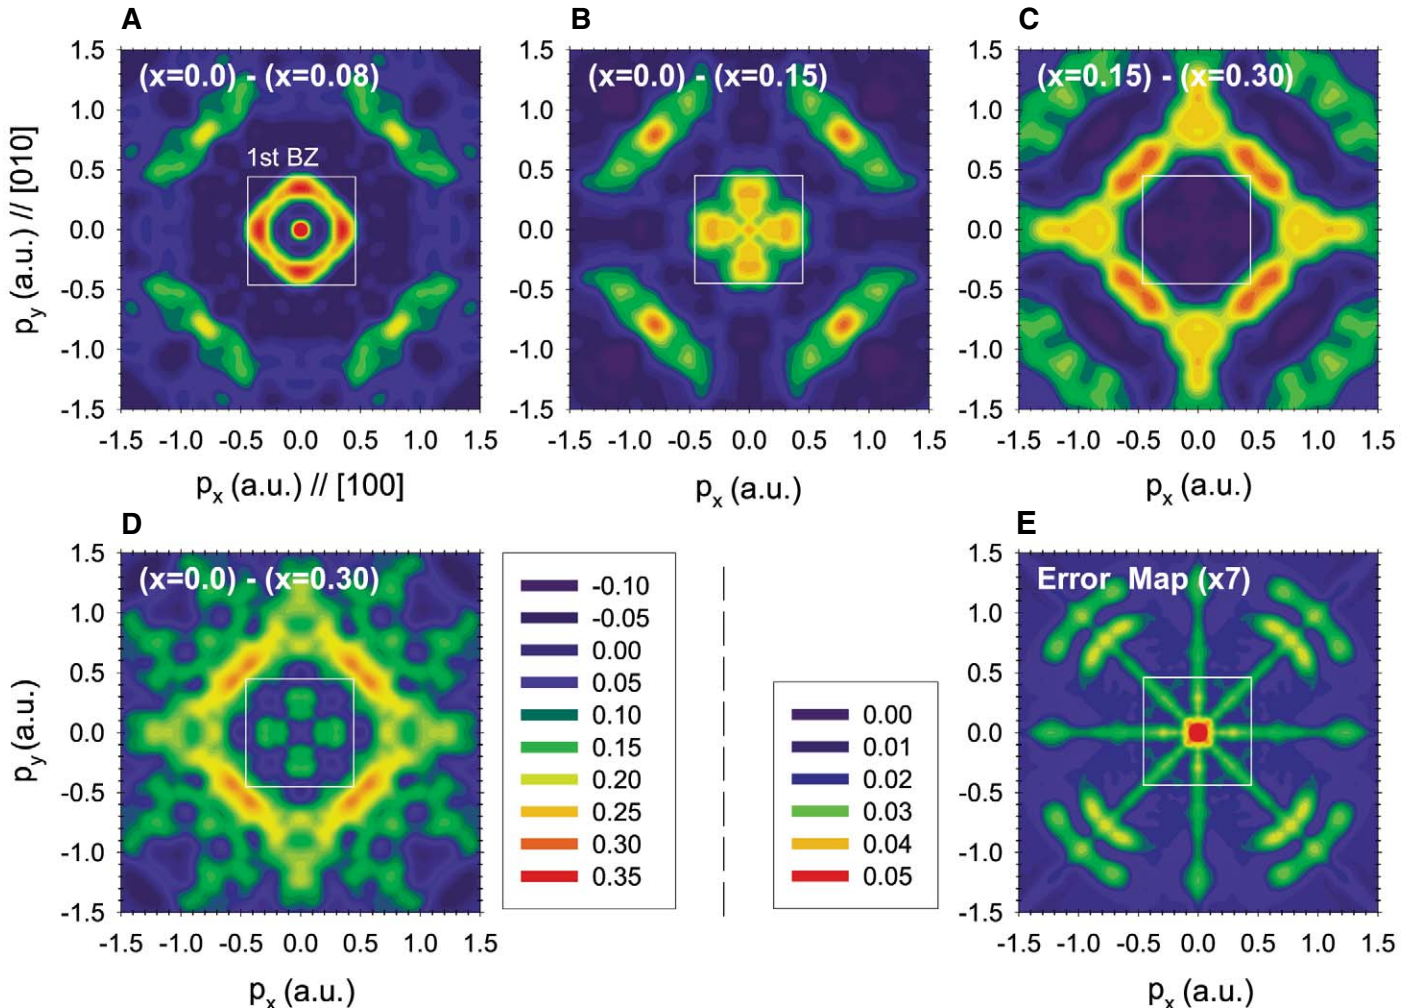 A
B
C
(x=0.0) - (x=0.08)
(x=0.0) - (x=0.15)
(x=0.15) - (x=0.30)
1st BZ
1.5
1.0
0.5
0.0
-0.5
-1.0
-1.5
p_y (a.u.) // [010]
-1.5 -1.0 -0.5 0.0 0.5 1.0 1.5
p_x (a.u.) // [100]
1.5
1.0
0.5
0.0
-0.5
-1.0
-1.5
-1.5 -1.0 -0.5 0.0 0.5 1.0 1.5
p_x (a.u.)
1.5
1.0
0.5
0.0
-0.5
-1.0
-1.5
-1.5 -1.0 -0.5 0.0 0.5 1.0 1.5
p_x (a.u.)
D
(x=0.0) - (x=0.30)
1.5
1.0
0.5
0.0
-0.5
-1.0
-1.5
p_y (a.u.)
-1.5 -1.0 -0.5 0.0 0.5 1.0 1.5
p_x (a.u.)
-0.10
-0.05
0.00
0.05
0.10
0.15
0.20
0.25
0.30
0.35
0.00
0.01
0.02
0.03
0.04
0.05
E
Error Map (x7)
1.5
1.0
0.5
0.0
-0.5
-1.0
-1.5
-1.5 -1.0 -0.5 0.0 0.5 1.0 1.5
p_x (a.u.)